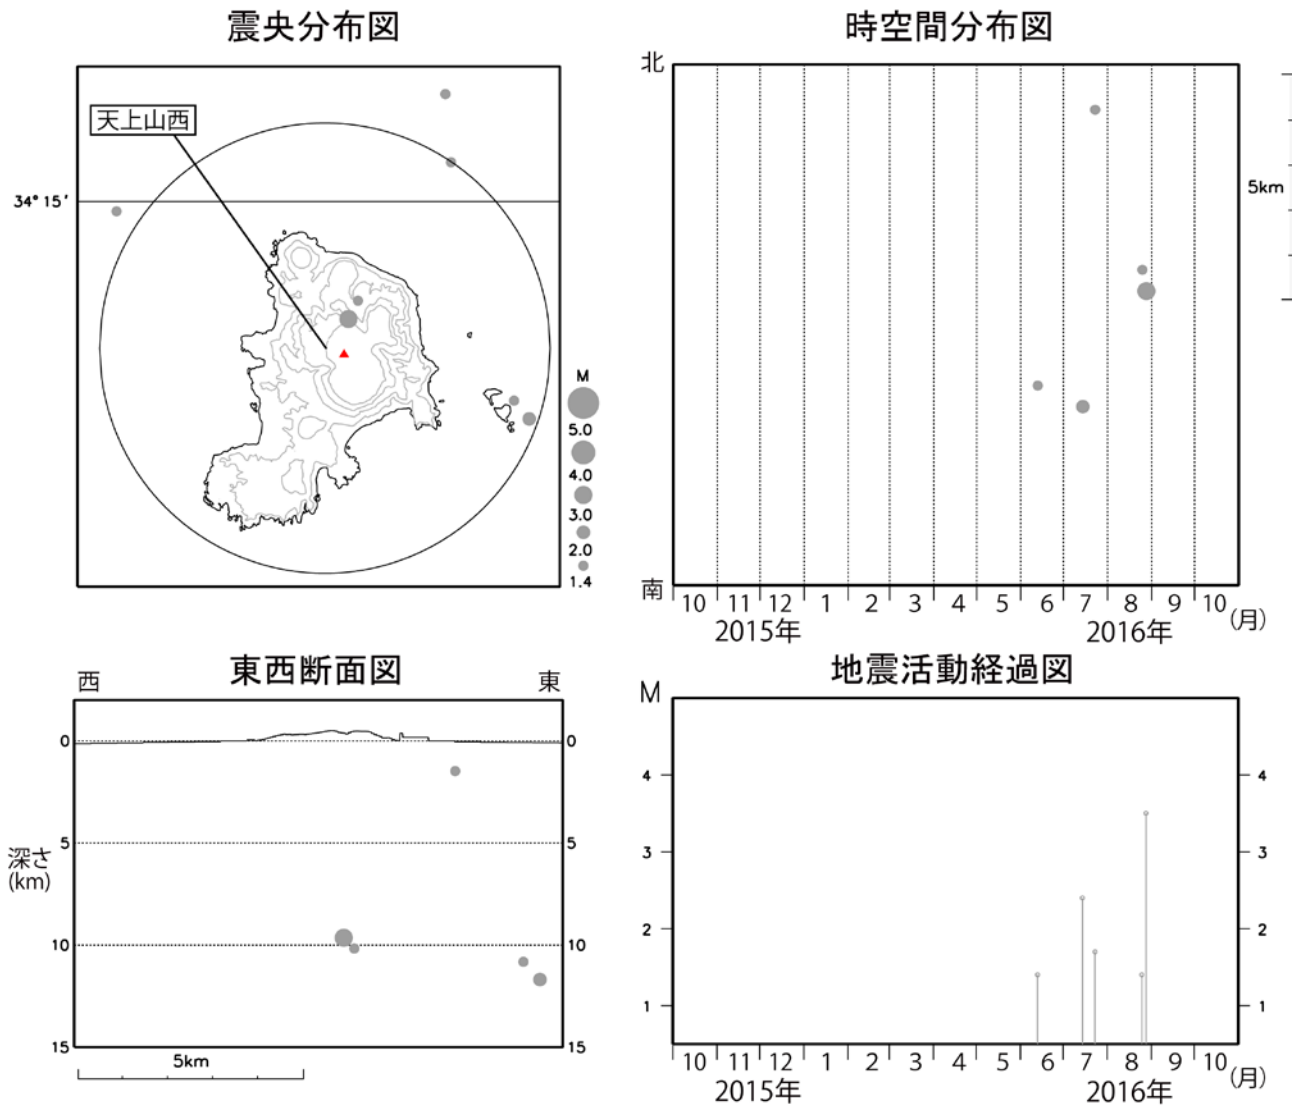 震央分布図
天上山西
34° 15'
M
5.0
4.0
3.0
2.0
1.4
時空間分布図
北
南
5km
10 11 12 1 2 3 4 5 6 7 8 9 10 (月)
2015年 2016年
東西断面図
西 東
0 0
5 5
深さ
(km)
10 10
15 15
5km
地震活動経過図
M
4 4
3 3
2 2
1 1
10 11 12 1 2 3 4 5 6 7 8 9 10 (月)
2015年 2016年